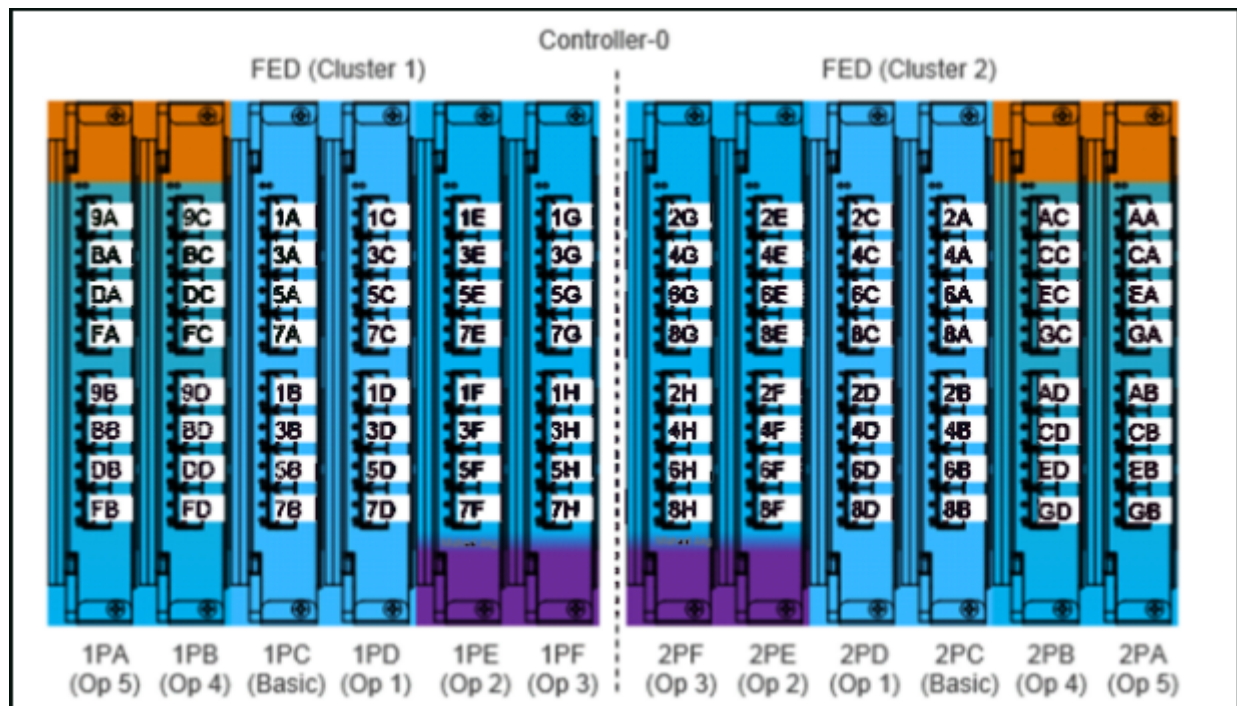 Controller-0
FED (Cluster 1) FED (Cluster 2)
9A 9C 1A 1C 1E 1G 2G 2E 2C 2A AC AA
BA BC 3A 3C 3E 3G 4G 4E 4C 4A CC CA
DA DC 5A 5C 5E 5G 6G 6E 6C 6A EC EA
FA FC 7A 7C 7E 7G 8G 8E 8C 8A GC GA
9B 9D 1B 1D 1F 1H 2H 2F 2D 2B AD AB
BB BD 3B 3D 3F 3H 4H 4F 4D 4B CD CB
DB DD 5B 5D 5F 5H 6H 6F 6D 6B ED EB
FB FD 7B 7D 7F 7H 8H 8F 8D 8B GD GB
1PA 1PB 1PC 1PD 1PE 1PF 2PF 2PE 2PD 2PC 2PB 2PA
(Op 5) (Op 4) (Basic) (Op 1) (Op 2) (Op 3) (Op 3) (Op 2) (Op 1) (Basic) (Op 4) (Op 5)